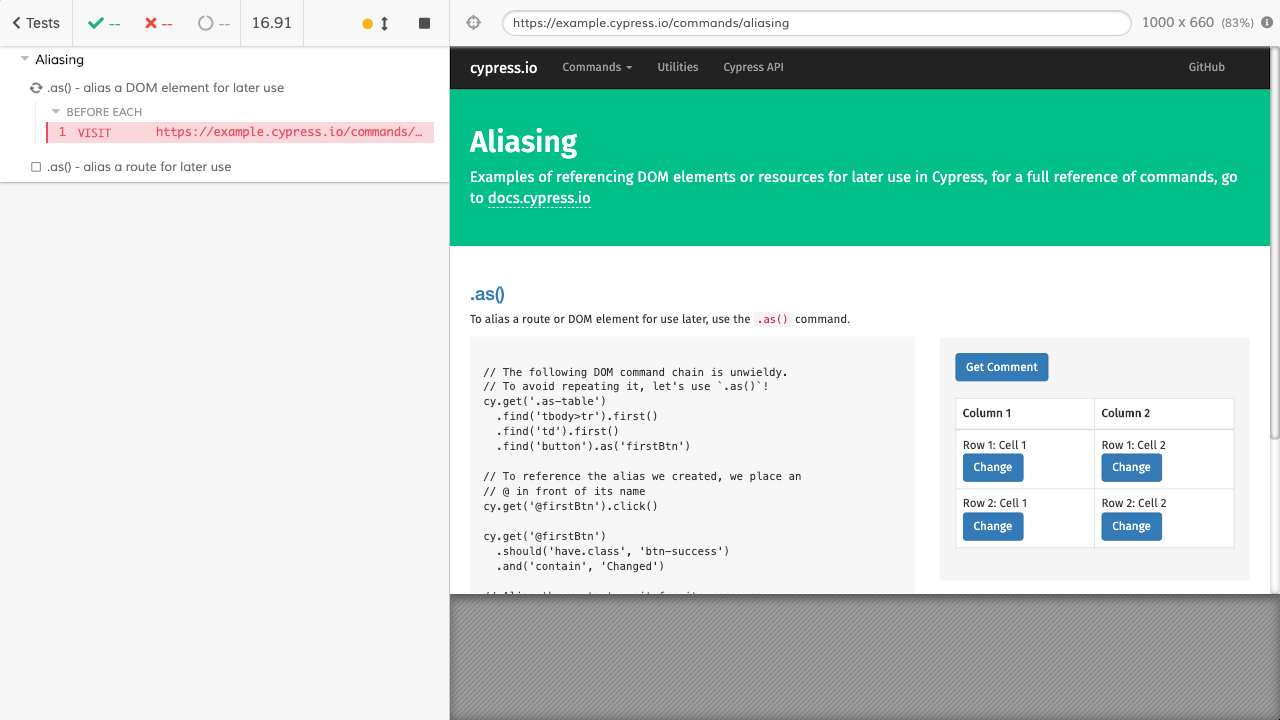 Tests
--
--
--
16.91
https://example.cypress.io/commands/aliasing
1000 x 660 (83%)
Aliasing
.as() - alias a DOM element for later use
BEFORE EACH
1 VISIT https://example.cypress.io/commands/…
.as() - alias a route for later use
cypress.io
Commands
Utilities
Cypress API
GitHub
Aliasing
Examples of referencing DOM elements or resources for later use in Cypress, for a full reference of commands, go
to docs.cypress.io
.as()
To alias a route or DOM element for use later, use the .as() command.
// The following DOM command chain is unwieldy.
// To avoid repeating it, let's use `.as()`!
cy.get('.as-table')
.find('tbody>tr').first()
.find('td').first()
.find('button').as('firstBtn')
// To reference the alias we created, we place an
// @ in front of its name
cy.get('@firstBtn').click()
cy.get('@firstBtn')
.should('have.class', 'btn-success')
.and('contain', 'Changed')
Get Comment
Column 1 Column 2
Row 1: Cell 1 Row 1: Cell 2
Change Change
Row 2: Cell 1 Row 2: Cell 2
Change Change